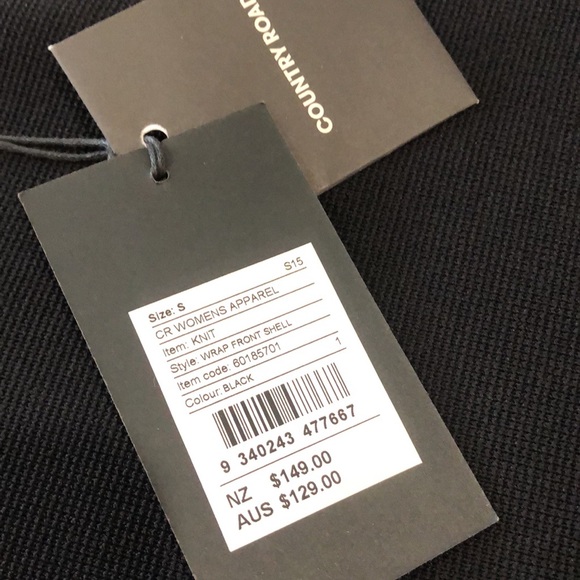 COUNTRY ROAD
Size: S S15
CR WOMENS APPAREL
Item: KNIT
Style: WRAP FRONT SHELL
Item code: 60185701 1
Colour: BLACK
9 340243 477667
NZ $149.00
AUS $129.00